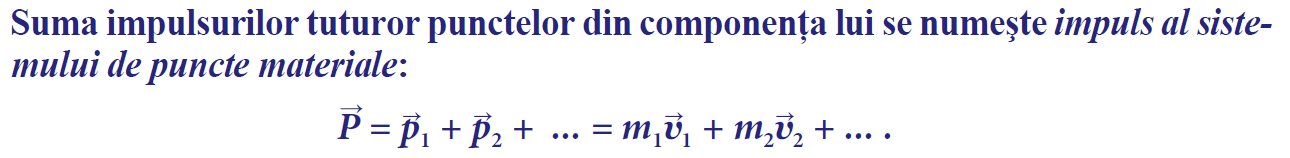 Suma impulsurilor tuturor punctelor din componența lui se numeşte impuls al siste-
mului de puncte materiale:
P⃗ = p⃗₁ + p⃗₂ + ... = m₁v⃗₁ + m₂v⃗₂ + ... .